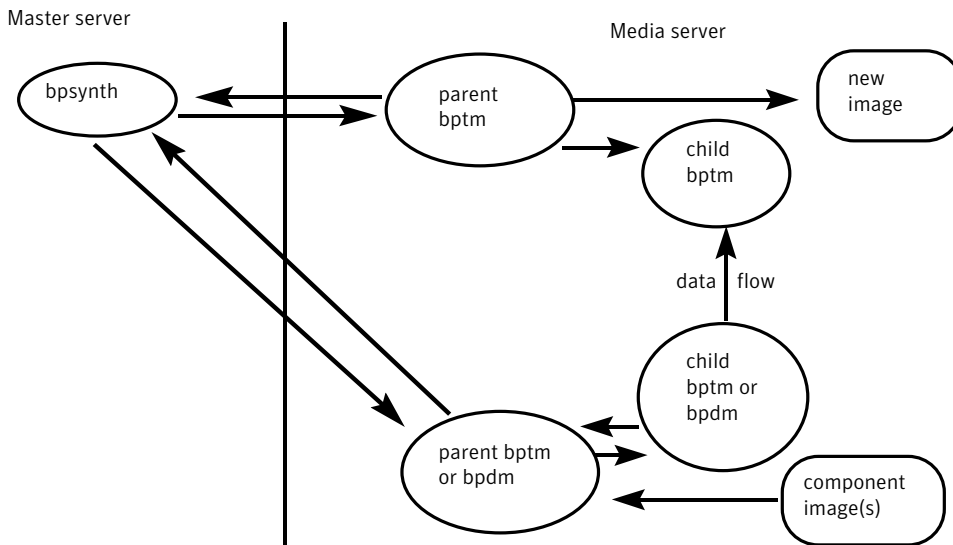 Master server
Media server
bpsynth
parent
bptm
new
image
child
bptm
data flow
child
bptm or
bpdm
parent bptm
or bpdm
component
image(s)